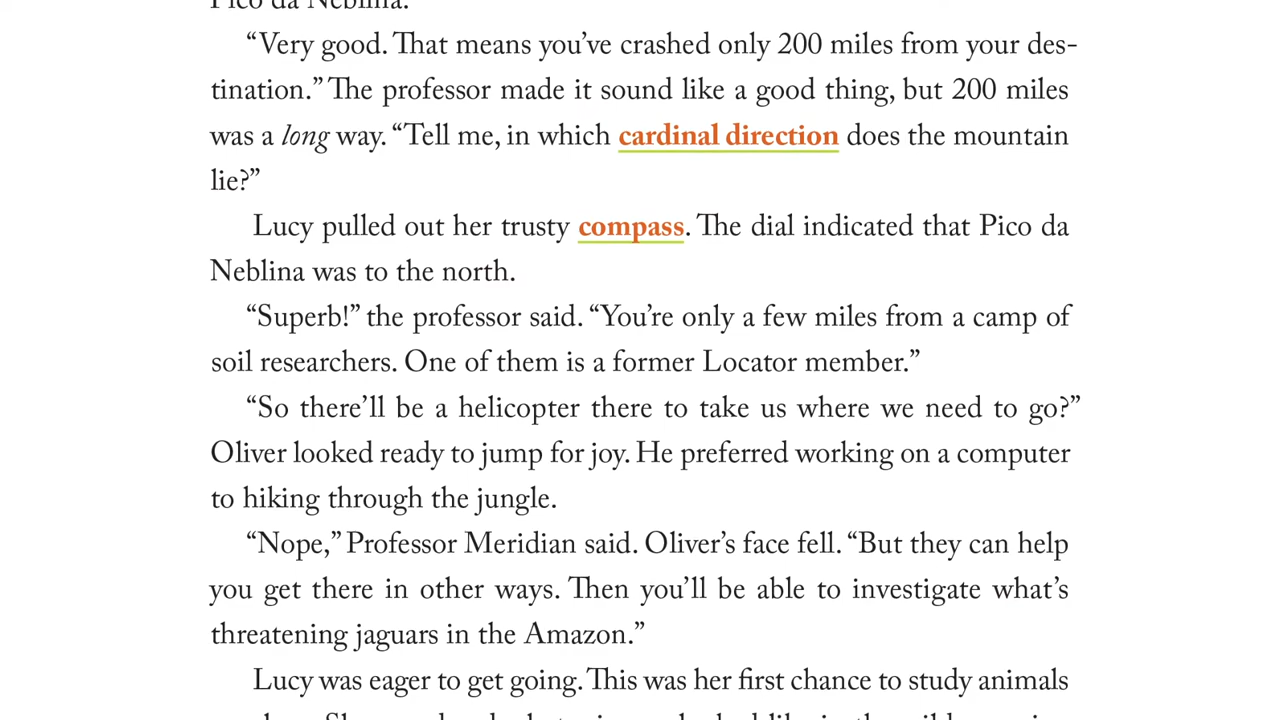 Pico da Neblina.
“Very good. That means you’ve crashed only 200 miles from your des-
tination.” The professor made it sound like a good thing, but 200 miles
was a long way. “Tell me, in which cardinal direction does the mountain
lie?”
Lucy pulled out her trusty compass. The dial indicated that Pico da
Neblina was to the north.
“Superb!” the professor said. “You’re only a few miles from a camp of
soil researchers. One of them is a former Locator member.”
“So there’ll be a helicopter there to take us where we need to go?”
Oliver looked ready to jump for joy. He preferred working on a computer
to hiking through the jungle.
“Nope,” Professor Meridian said. Oliver’s face fell. “But they can help
you get there in other ways. Then you’ll be able to investigate what’s
threatening jaguars in the Amazon.”
Lucy was eager to get going. This was her first chance to study animals